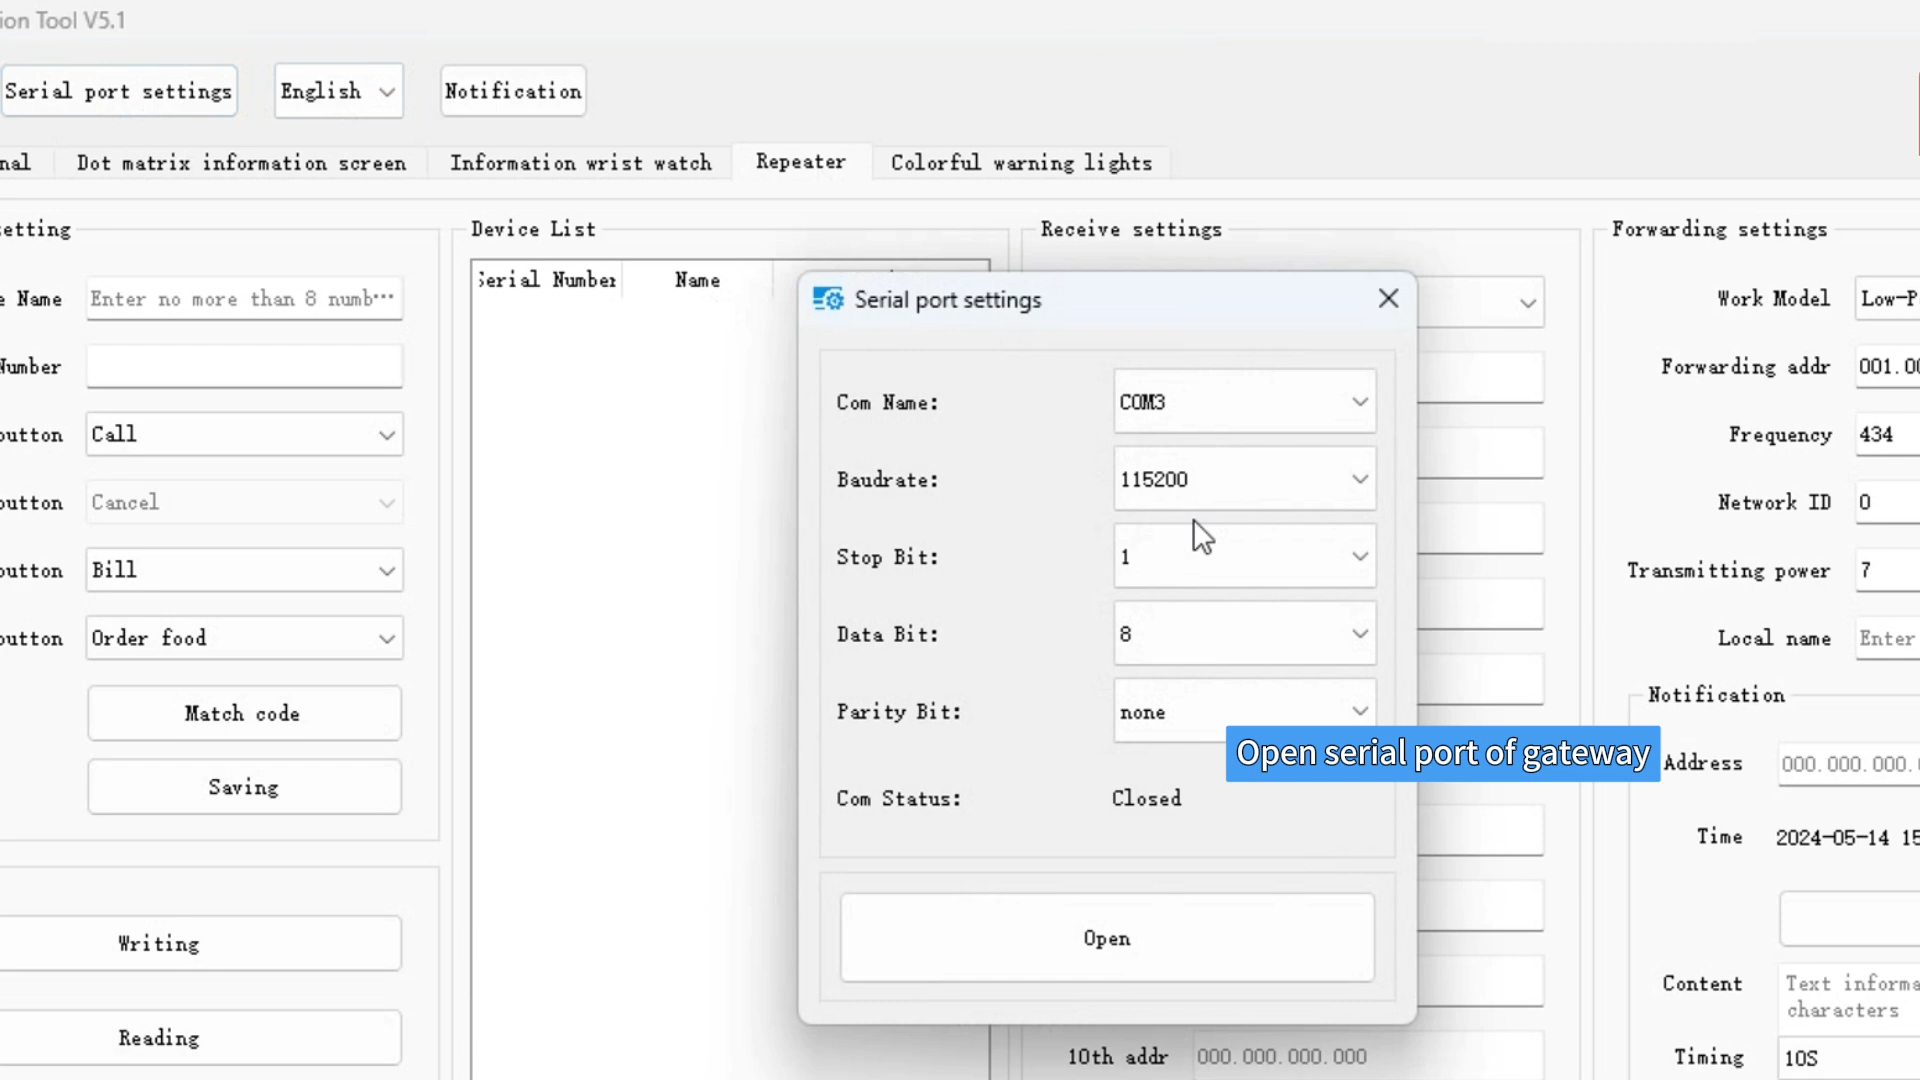 ion Tool V5.1
Serial port settings
English
Notification
nal
Dot matrix information screen
Information wrist watch
Repeater
Colorful warning lights
etting
Device List
Receive settings
Forwarding settings
e Name
Enter no more than 8 numb···
Serial Number
Name
Number
utton
Call
utton
Cancel
utton
Bill
utton
Order food
Match code
Saving
Writing
Reading
Serial port settings
Com Name:
COM3
Baudrate:
115200
Stop Bit:
1
Data Bit:
8
Parity Bit:
none
Com Status:
Closed
Open
Open serial port of gateway
10th addr
000.000.000.000
Work Model
Low-P
Forwarding addr
001.00
Frequency
434
Network ID
0
Transmitting power
7
Local name
Enter
Notification
Address
000.000.000.
Time
2024-05-14 15
Content
Text informa
characters
Timing
10S